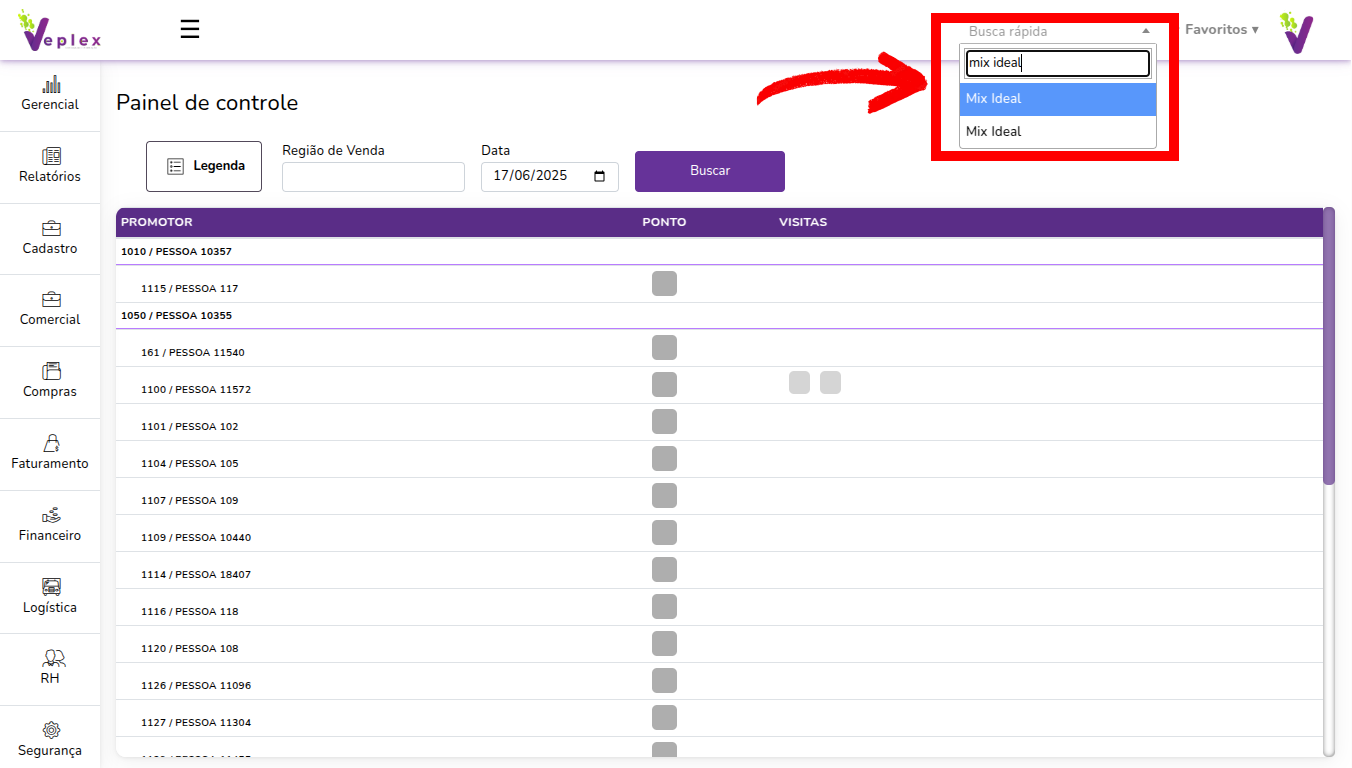 Veplex
☰
Busca rápida
Favoritos ▾
mix ideal
Mix Ideal
Mix Ideal
Gerencial
Relatórios
Cadastro
Comercial
Compras
Faturamento
Financeiro
Logística
RH
Segurança
Painel de controle
Legenda
Região de Venda
Data
17/06/2025
Buscar
PROMOTOR PONTO VISITAS
1010 / PESSOA 10357
1115 / PESSOA 117
1050 / PESSOA 10355
161 / PESSOA 11540
1100 / PESSOA 11572
1101 / PESSOA 102
1104 / PESSOA 105
1107 / PESSOA 109
1109 / PESSOA 10440
1114 / PESSOA 18407
1116 / PESSOA 118
1120 / PESSOA 108
1126 / PESSOA 11096
1127 / PESSOA 11304